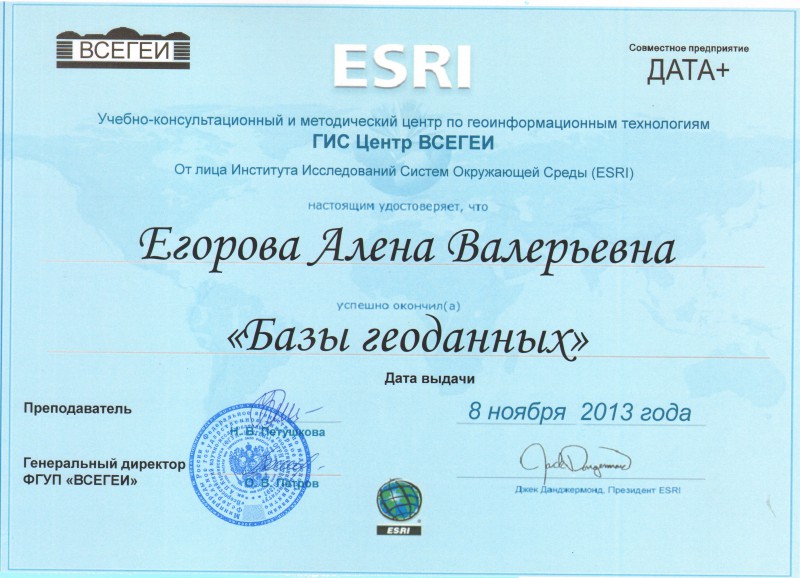 ВСЕГЕИ
ESRI
Совместное предприятие
ДАТА+
Учебно-консультационный и методический центр по геоинформационным технологиям
ГИС Центр ВСЕГЕИ
От лица Института Исследований Систем Окружающей Среды (ESRI)
настоящим удостоверяет, что
Егорова Алена Валерьевна
успешно окончил(а)
«Базы геоданных»
Дата выдачи
Преподаватель
Н. В. Петушкова
8 ноября 2013 года
Генеральный директор
ФГУП «ВСЕГЕИ»
О. В. Петров
Джек Данджермонд, Президент ESRI
ESRI